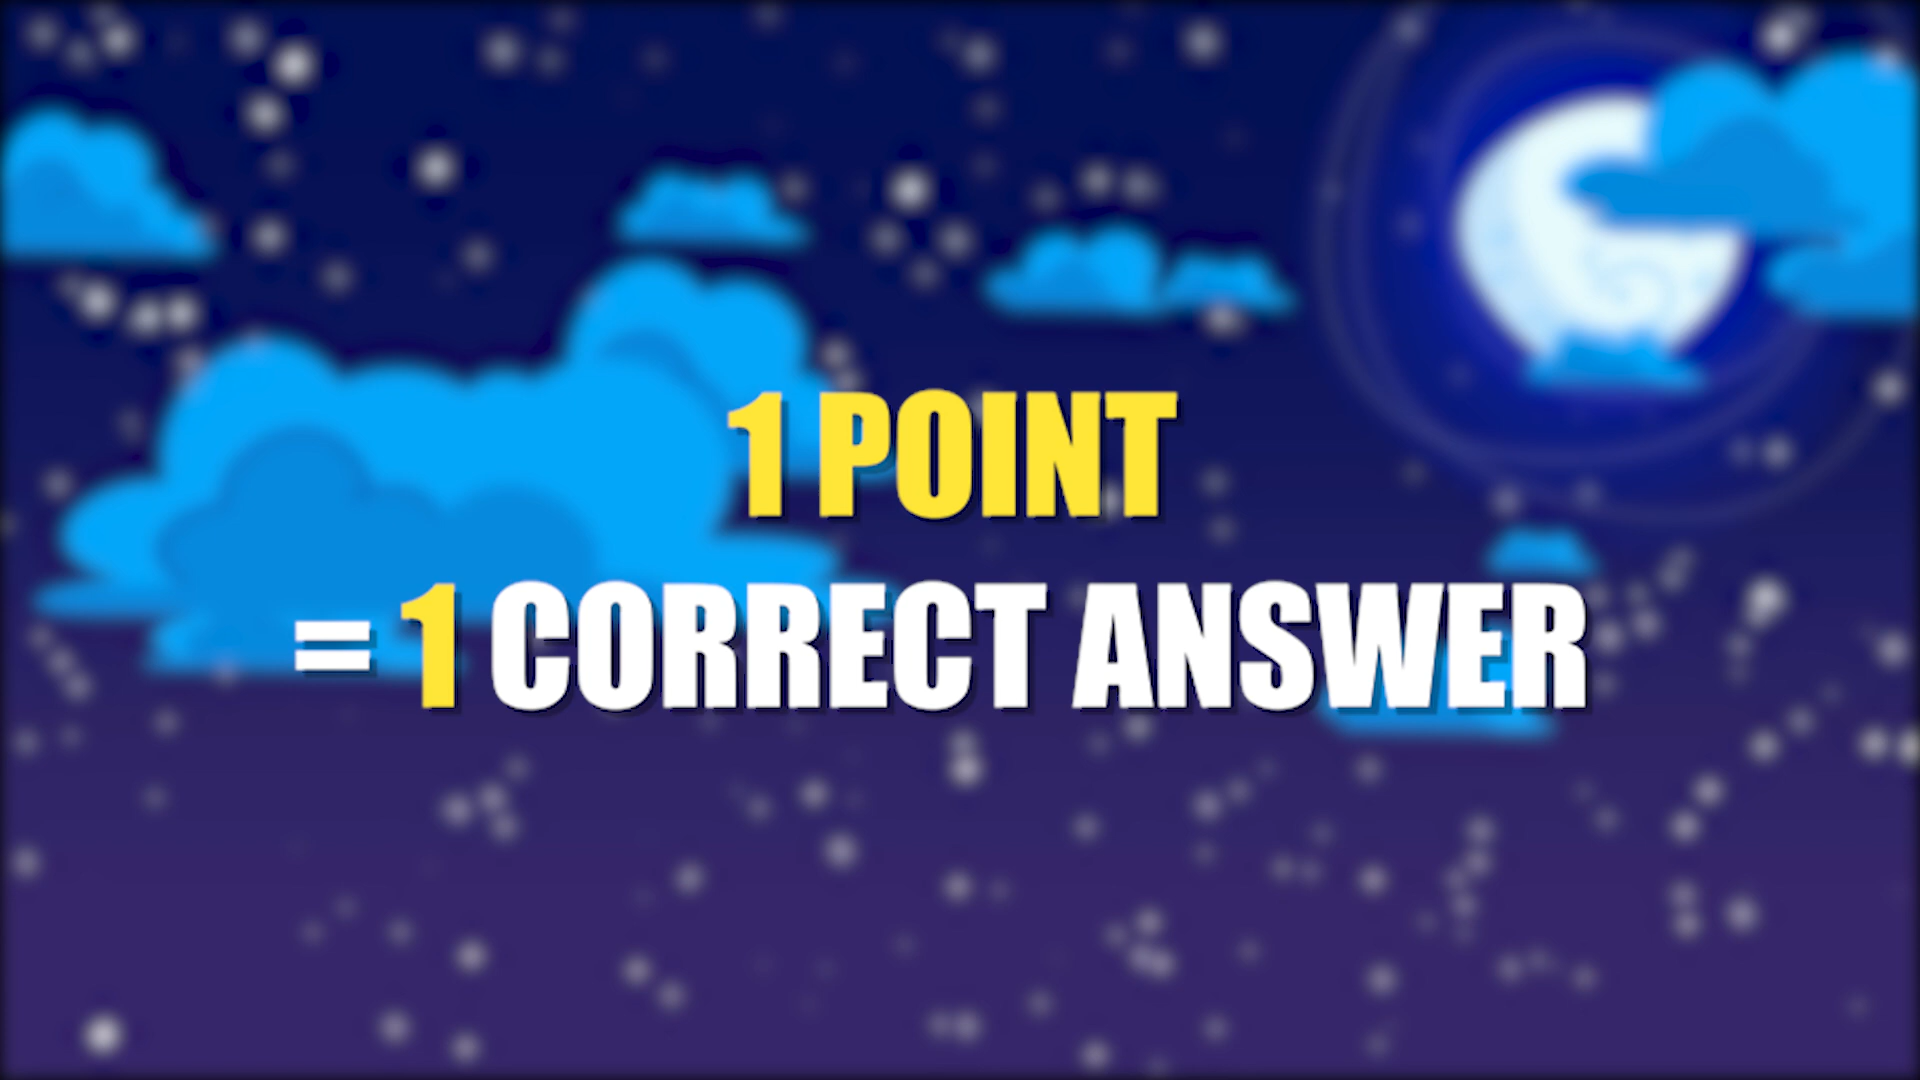 1 POINT
= 1 CORRECT ANSWER